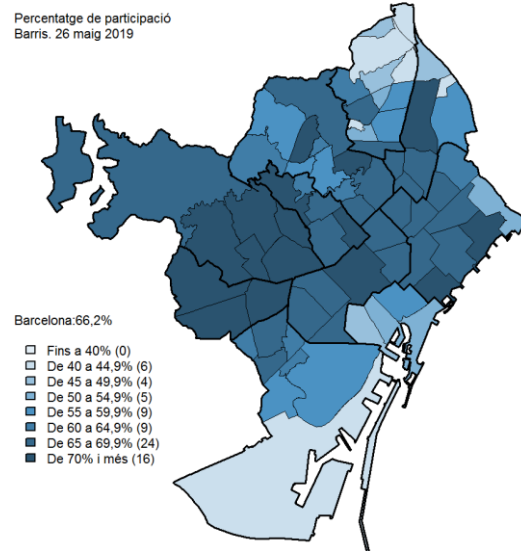 Percentatge de participació
Barris. 26 maig 2019
Barcelona:66,2%
Fins a 40% (0)
De 40 a 44,9% (6)
De 45 a 49,9% (4)
De 50 a 54,9% (5)
De 55 a 59,9% (9)
De 60 a 64,9% (9)
De 65 a 69,9% (24)
De 70% i més (16)